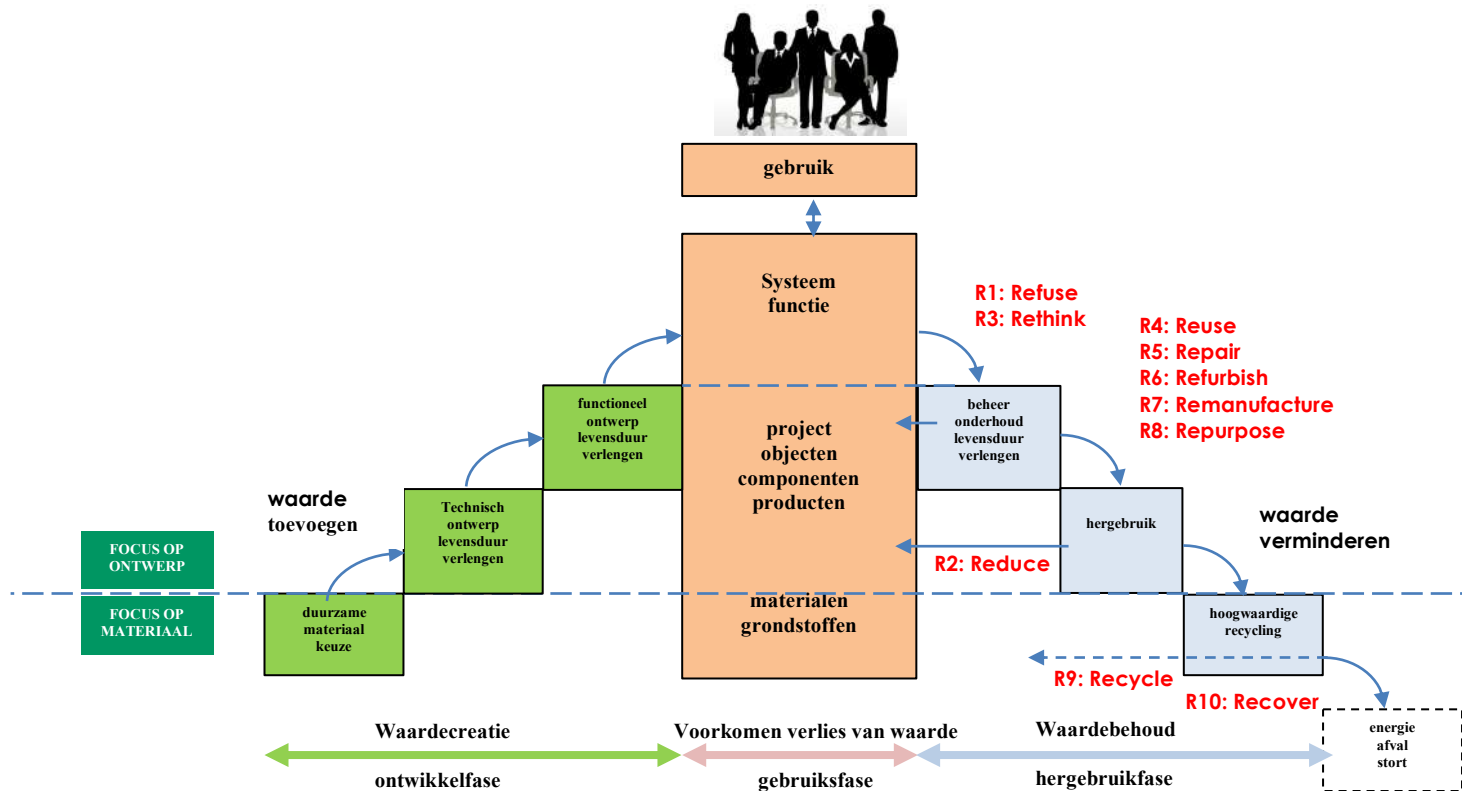 gebruik
Systeem
functie
R1: Refuse
R3: Rethink
R4: Reuse
R5: Repair
R6: Refurbish
R7: Remanufacture
R8: Repurpose
functioneel
ontwerp
levensduur
verlengen
project
objecten
componenten
producten
beheer
onderhoud
levensduur
verlengen
waarde
toevoegen
Technisch
ontwerp
levensduur
verlengen
hergebruik
waarde
verminderen
R2: Reduce
FOCUS OP
ONTWERP
FOCUS OP
MATERIAAL
duurzame
materiaal
keuze
materialen
grondstoffen
hoogwaardige
recycling
R9: Recycle
R10: Recover
energie
afval
stort
Waardecreatie
Voorkomen verlies van waarde
Waardebehoud
ontwikkelfase
gebruiksfase
hergebruikfase